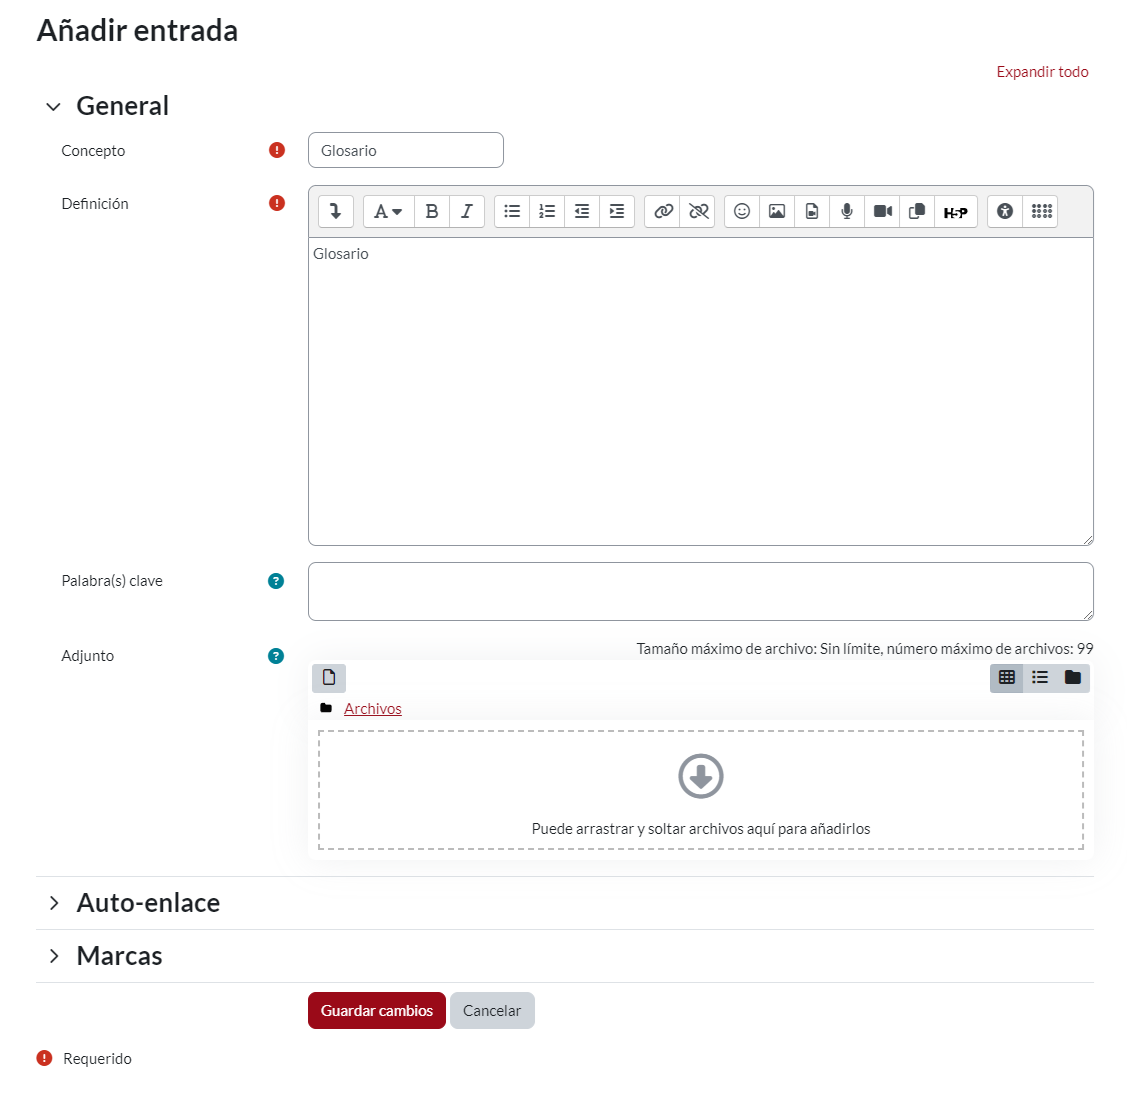 Añadir entrada
Expandir todo
General
Concepto
Glosario
Definición
A B I H5P
Glosario
Palabra(s) clave
Tamaño máximo de archivo: Sin límite, número máximo de archivos: 99
Adjunto
Archivos
Puede arrastrar y soltar archivos aquí para añadirlos
Auto-enlace
Marcas
Guardar cambios Cancelar
Requerido